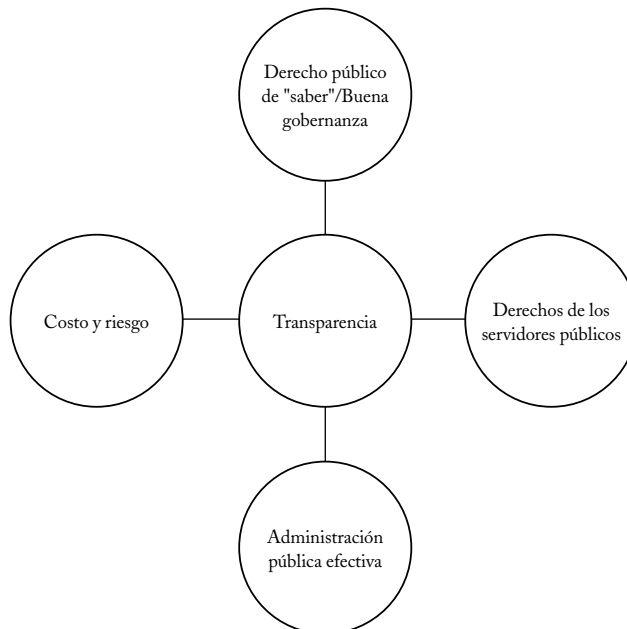 Derecho público
de "saber"/Buena
gobernanza
Costo y riesgo
Transparencia
Derechos de los
servidores públicos
Administración
pública efectiva